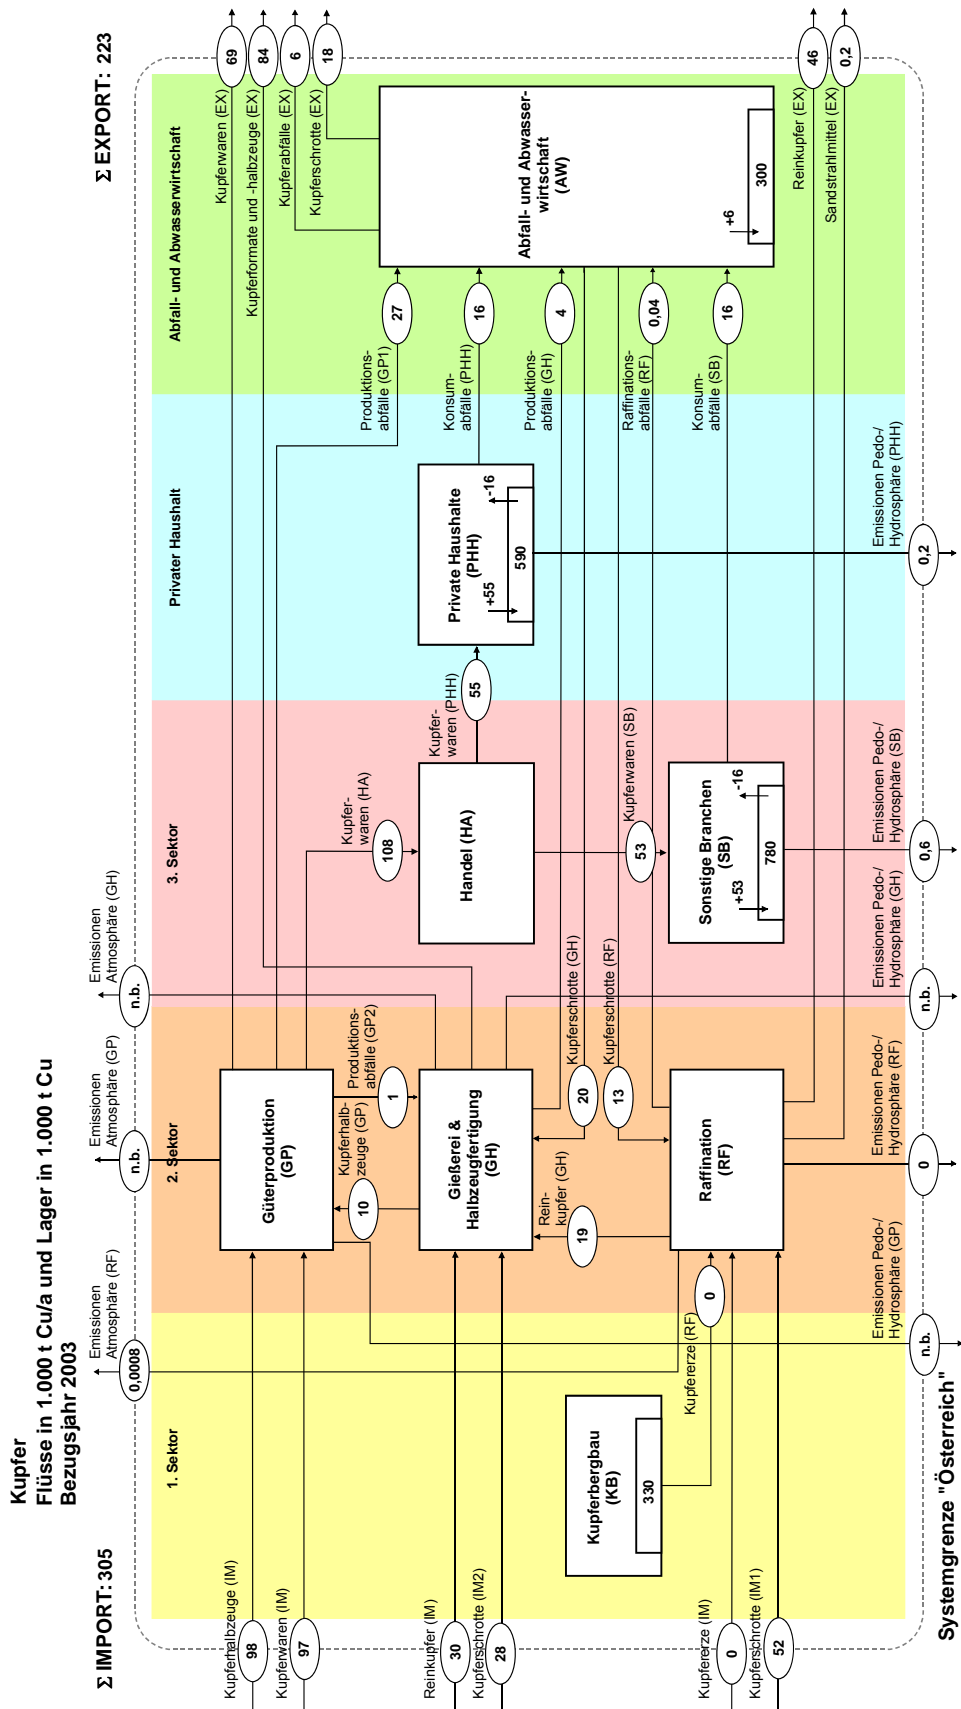 Kupfer
Flüsse in 1.000 t Cu/a und Lager in 1.000 t Cu
Bezugsjahr 2003
Σ IMPORT: 305
Σ EXPORT: 223
1. Sektor
2. Sektor
3. Sektor
Privater Haushalt
Abfall- und Abwasserwirtschaft
Emissionen
Atmosphäre (RF)
0,0008
Emissionen
Atmosphäre (GP)
n.b.
Emissionen
Atmosphäre (GH)
n.b.
Kupferhalbzeuge (IM)
98
Kupferwaren (IM)
97
Reinkupfer (IM)
30
Kupferschrotte (IM2)
28
Kupfererze (IM)
0
Kupferschrotte (IM1)
52
Kupferbergbau
(KB)
330
Kupfererze (RF)
0
Güterproduktion
(GP)
Kupferhalb-
zeuge (GP)
10
Produktions-
abfälle (GP2)
1
Gießerei &
Halbzeugfertigung
(GH)
Rein-
kupfer (GH)
19
Kupferschrotte (GH)
20
Kupferschrotte (RF)
13
Raffination
(RF)
Kupfer-
waren (HA)
108
Handel (HA)
Kupfer-
waren (PHH)
55
Kupferwaren (SB)
53
Sonstige Branchen
(SB)
+53
-16
780
Private Haushalte
(PHH)
+55
-16
590
Produktions-
abfälle (GP1)
27
Konsum-
abfälle (PHH)
16
Produktions-
abfälle (GH)
4
Raffinations-
abfälle (RF)
0,04
Konsum-
abfälle (SB)
16
Abfall- und Abwasser-
wirtschaft
(AW)
+6
300
Kupferwaren (EX)
69
Kupferformate und -halbzeuge (EX)
84
Kupferabfälle (EX)
6
Kupferschrotte (EX)
18
Reinkupfer (EX)
46
Sandstrahlmittel (EX)
0,2
Emissionen Pedo-/
Hydrosphäre (GP)
n.b.
Emissionen Pedo-/
Hydrosphäre (RF)
0
Emissionen Pedo-/
Hydrosphäre (GH)
n.b.
Emissionen Pedo-/
Hydrosphäre (SB)
0,6
Emissionen Pedo-/
Hydrosphäre (PHH)
0,2
Systemgrenze "Österreich"